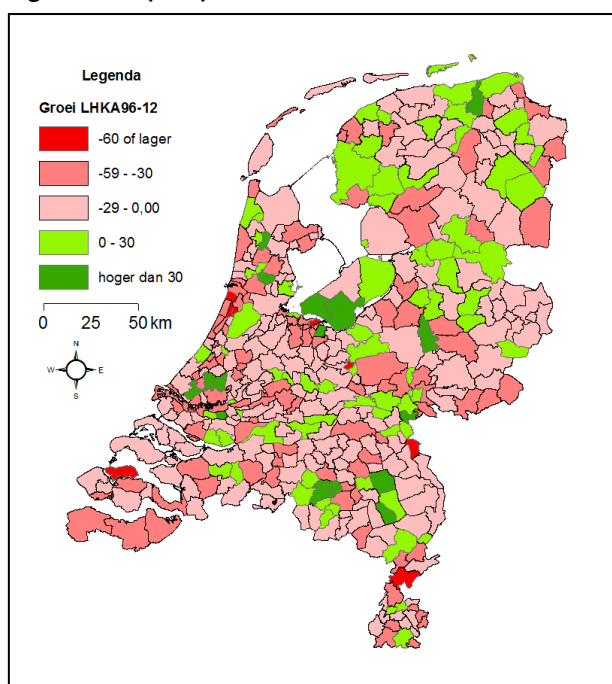 Legenda
Groei LHKA96-12
-60 of lager
-59 - -30
-29 - 0,00
0 - 30
hoger dan 30
0 25 50 km
N
W E
S